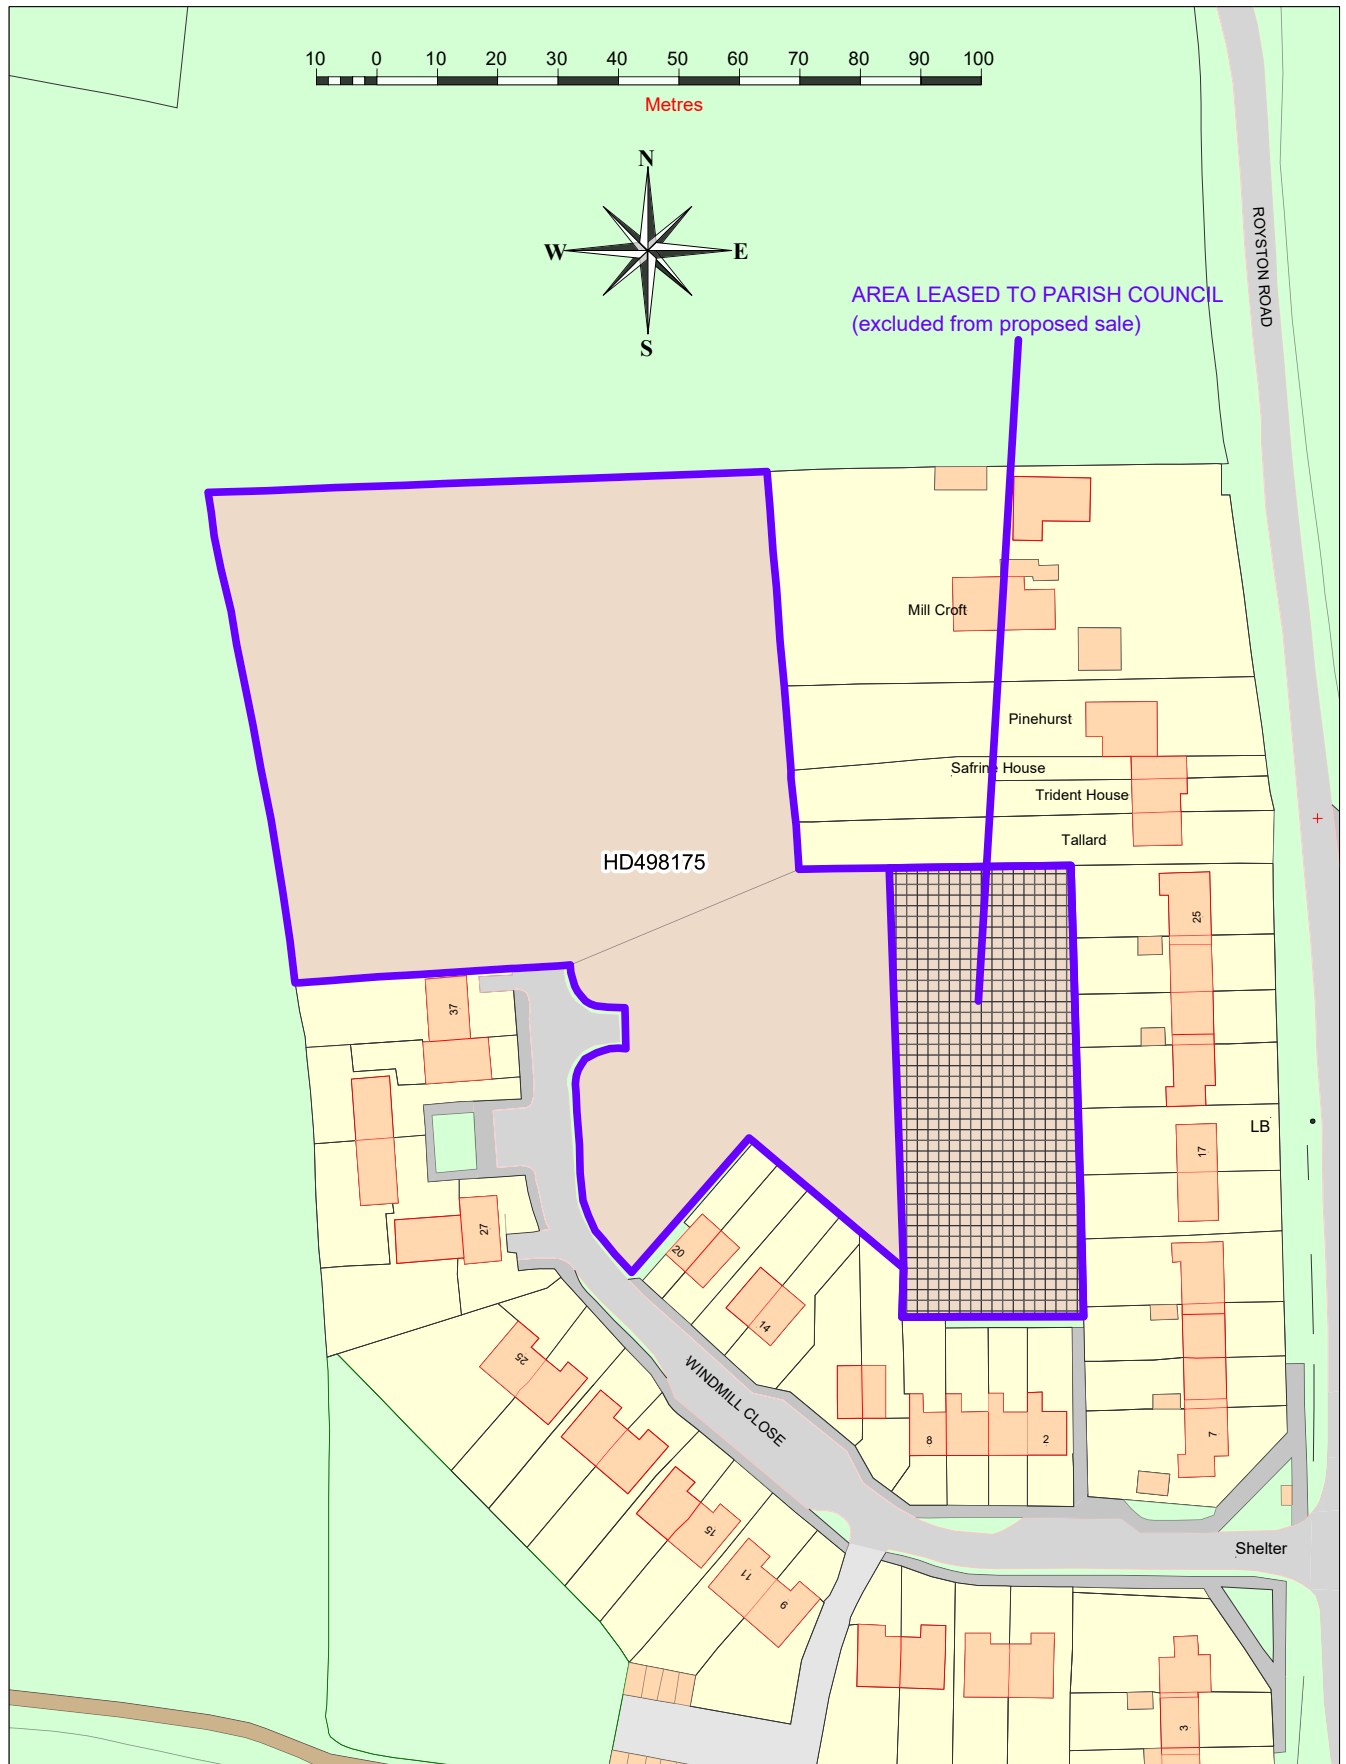 10 0 10 20 30 40 50 60 70 80 90 100
Metres
N
W E
S
ROYSTON ROAD
AREA LEASED TO PARISH COUNCIL
(excluded from proposed sale)
Mill Croft
Pinehurst
Safrine House
Trident House
Tallard
HD498175
25
37
LB
17
27
20
14
25
WINDMILL CLOSE
8
2
7
15
11
9
Shelter
3